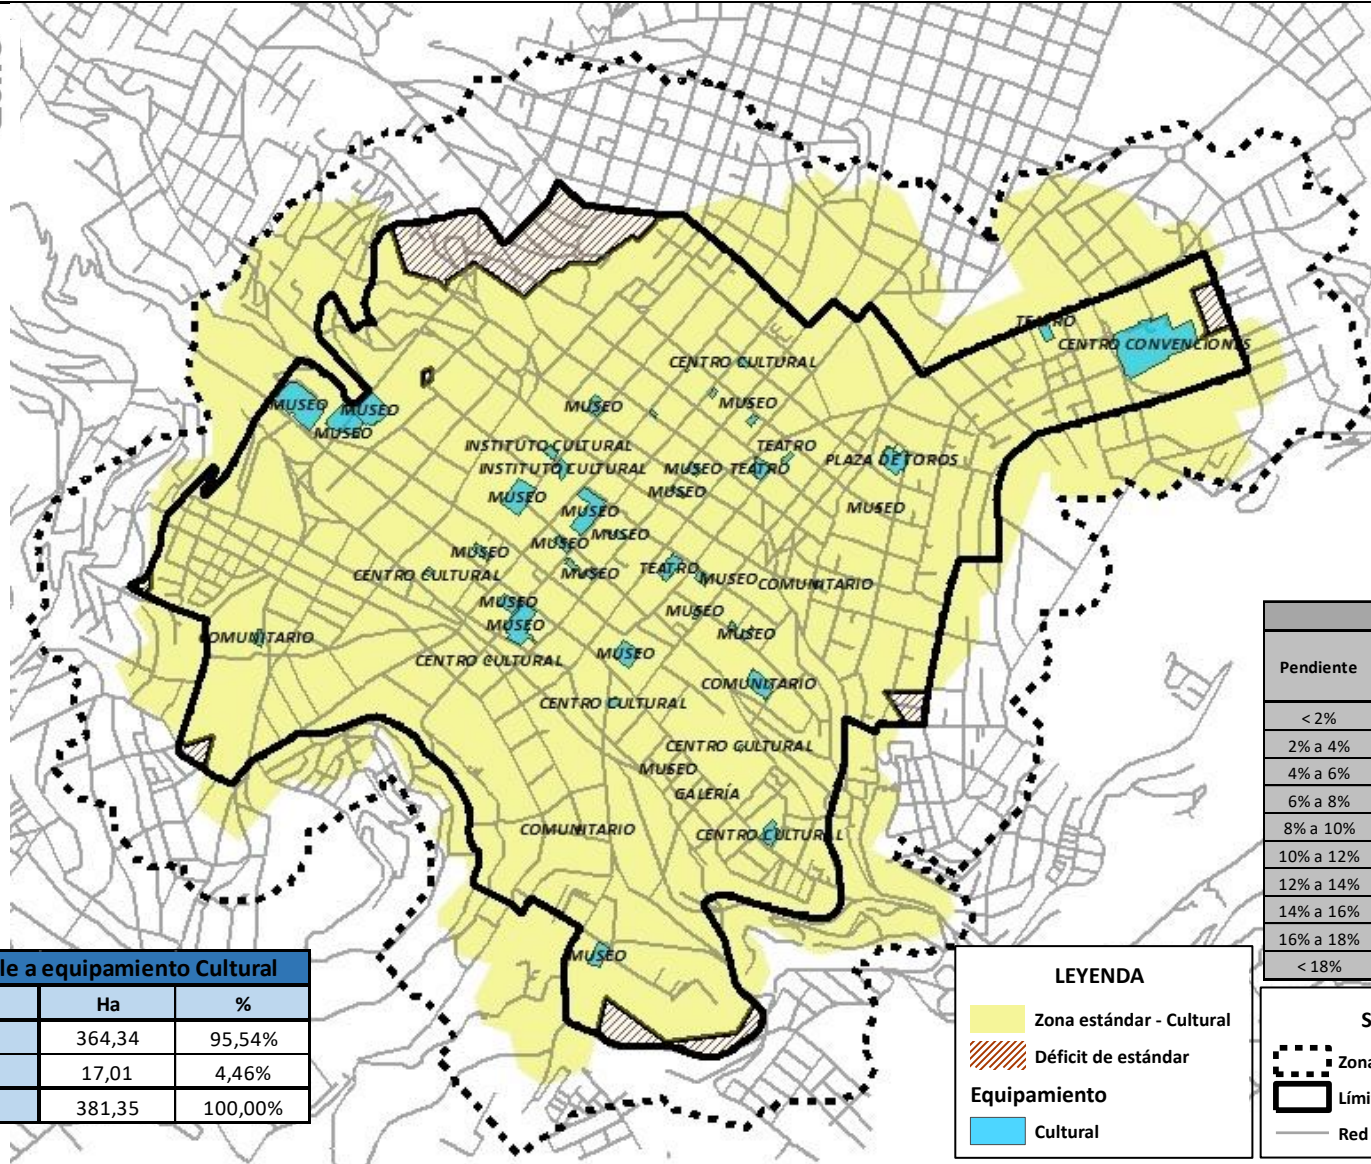 TEATRO
CENTRO CONVENCIONES
CENTRO CULTURAL
MUSEO
MUSEO
MUSEO
MUSEO
MUSEO
INSTITUTO CULTURAL
TEATRO
INSTITUTO CULTURAL
MUSEO
TEATRO
PLAZA DE TOROS
MUSEO
MUSEO
MUSEO
MUSEO
MUSEO
MUSEO
MUSEO
CENTRO CULTURAL
MUSEO
TEATRO
MUSEO
COMUNITARIO
MUSEO
MUSEO
MUSEO
MUSEO
COMUNITARIO
CENTRO CULTURAL
MUSEO
COMUNITARIO
CENTRO CULTURAL
CENTRO CULTURAL
MUSEO
GALERÍA
COMUNITARIO
CENTRO CULTURAL
MUSEO
Pendiente
< 2%
2% a 4%
4% a 6%
6% a 8%
8% a 10%
10% a 12%
12% a 14%
14% a 16%
16% a 18%
< 18%
le a equipamiento Cultural
Ha %
364,34 95,54%
17,01 4,46%
381,35 100,00%
LEYENDA
Zona estándar - Cultural
Déficit de estándar
Equipamiento
Cultural
S
Zona
Lími
Red